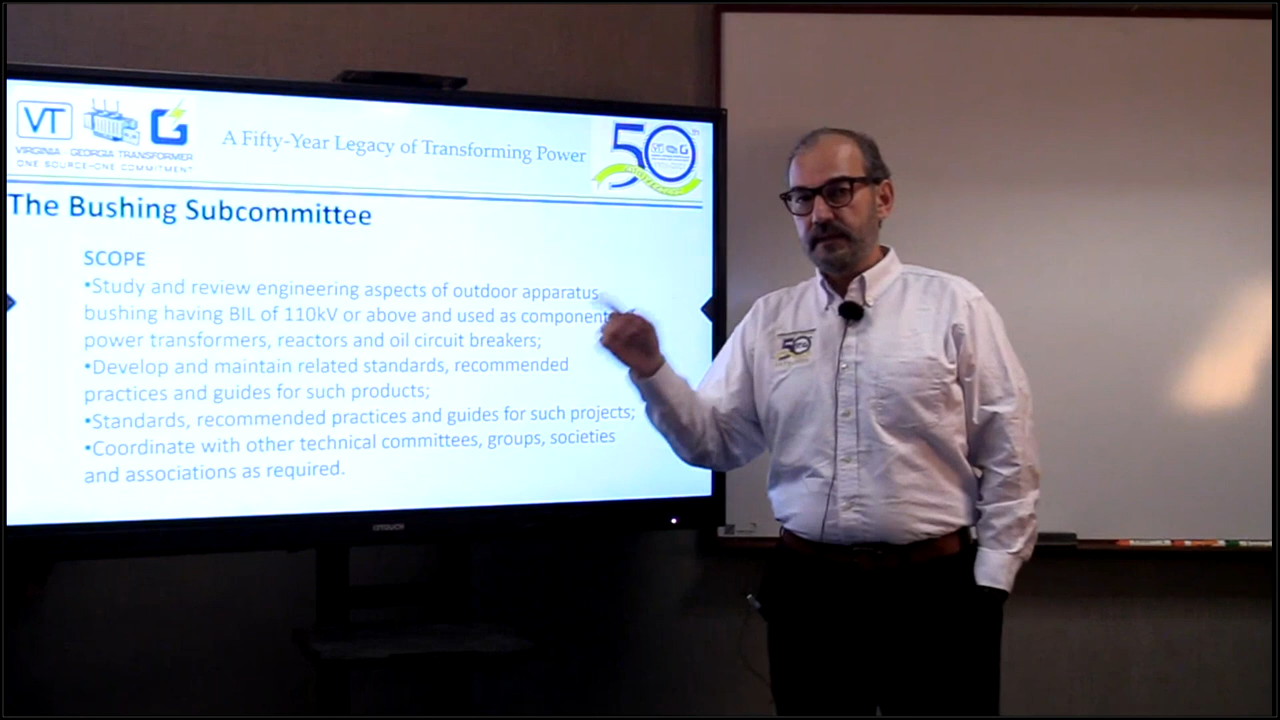 VT
G
VIRGINIA - GEORGIA TRANSFORMER
ONE SOURCE-ONE COMMITMENT
A Fifty-Year Legacy of Transforming Power
50th
The Bushing Subcommittee
SCOPE
•Study and review engineering aspects of outdoor apparatus
bushing having BIL of 110kV or above and used as component
power transformers, reactors and oil circuit breakers;
•Develop and maintain related standards, recommended
practices and guides for such products;
•Standards, recommended practices and guides for such projects;
•Coordinate with other technical committees, groups, societies
and associations as required.
50